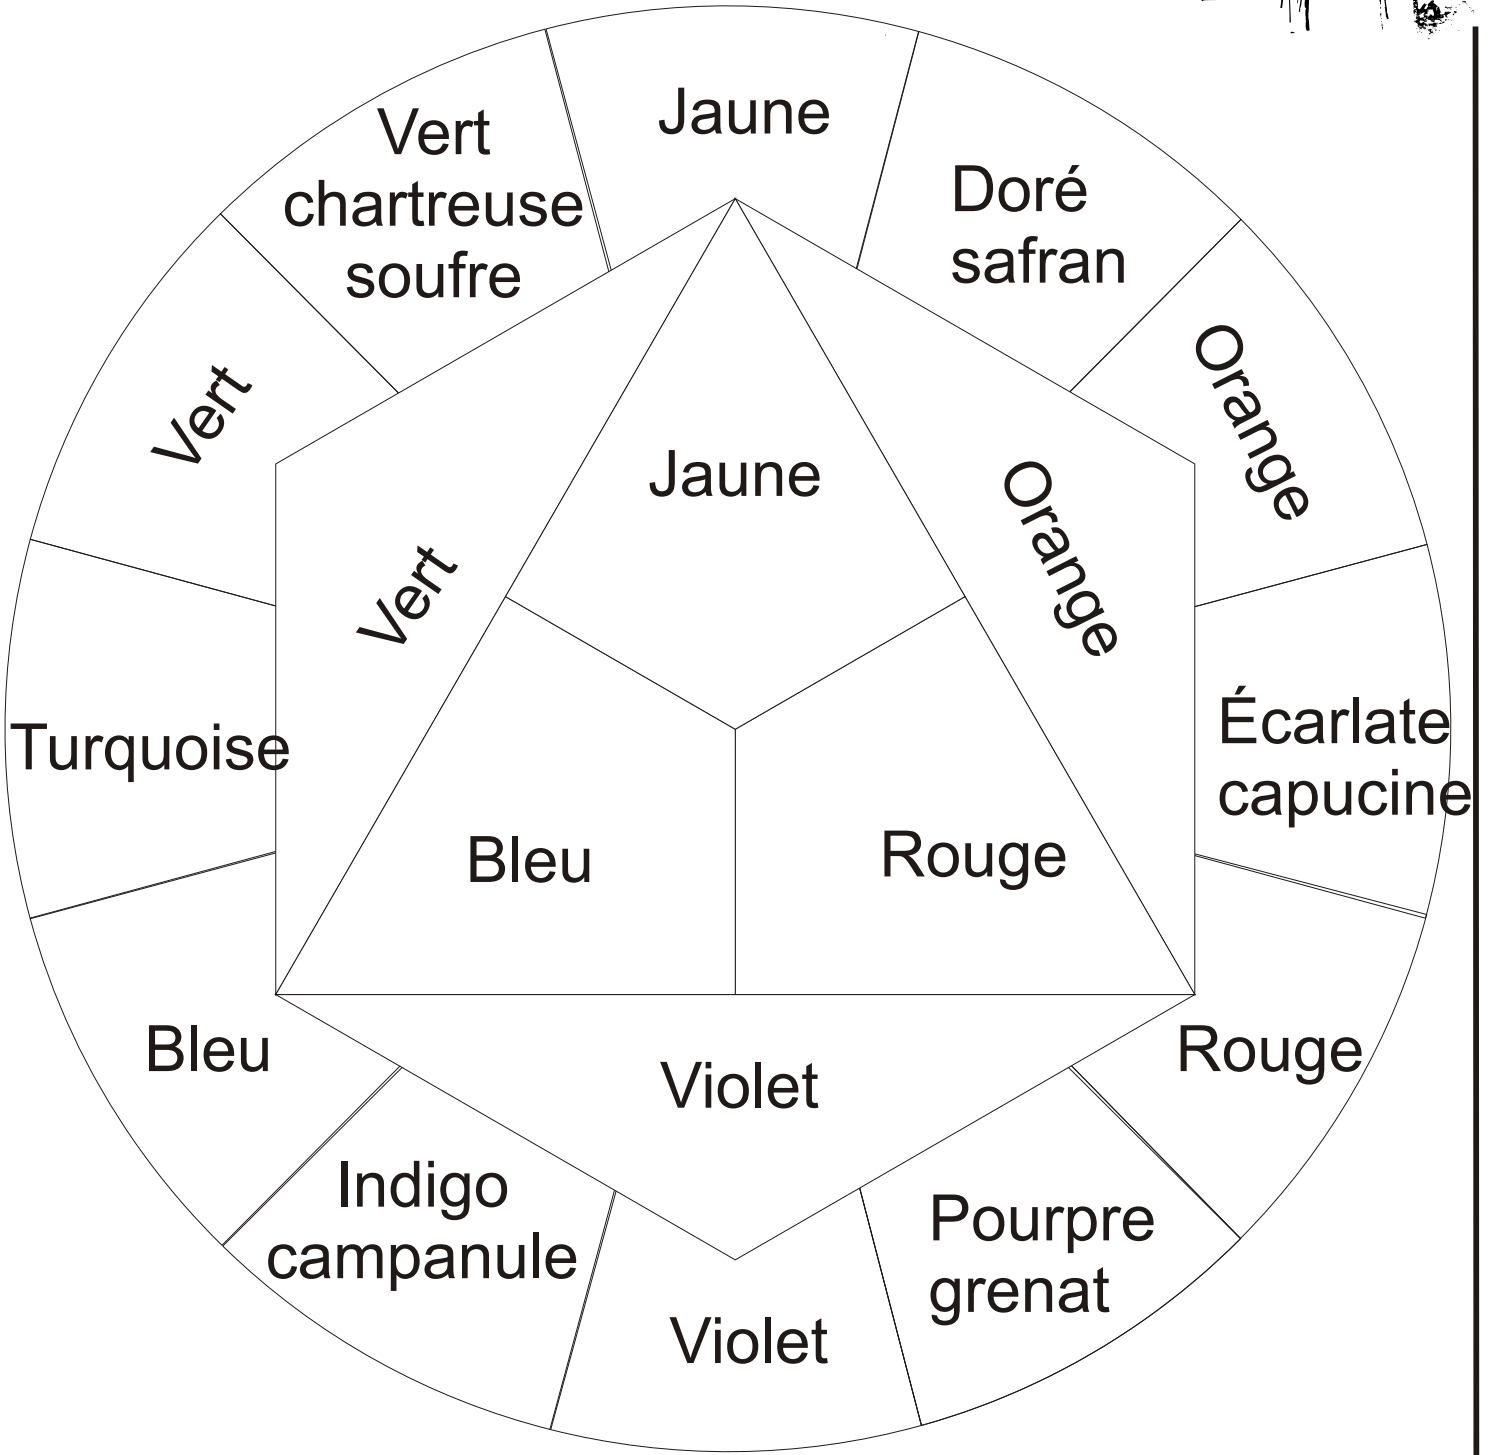 Jaune
Vert
chartreuse
soufre
Doré
safran
Orange
Vert
Jaune
Orange
Vert
Turquoise
Écarlate
capucine
Bleu
Rouge
Bleu
Rouge
Violet
Indigo
campanule
Pourpre
grenat
Violet